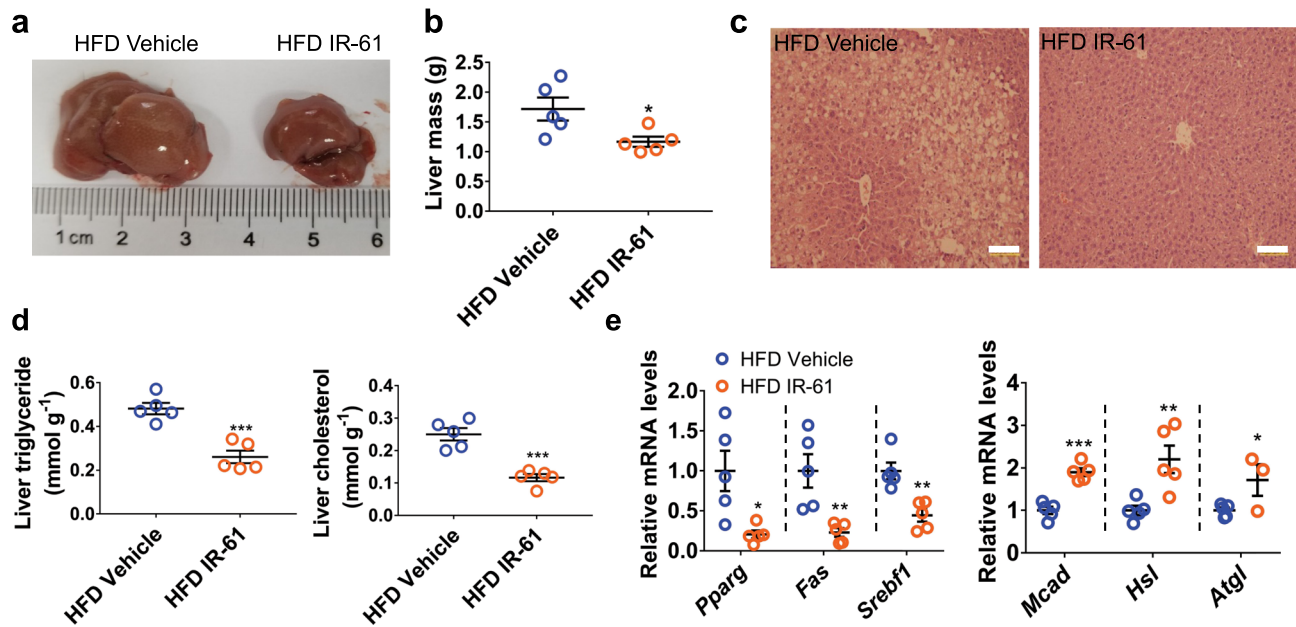 a
HFD Vehicle
HFD IR-61
1 cm 2 3 4 5 6
b
Liver mass (g)
2.5
2.0
1.5
1.0
0.5
0.0
*
HFD Vehicle
HFD IR-61
c
HFD Vehicle
HFD IR-61
d
Liver triglyceride
(mmol g-1)
0.6
0.4
0.2
0.0
***
HFD Vehicle
HFD IR-61
Liver cholesterol
(mmol g-1)
0.4
0.3
0.2
0.1
0.0
***
HFD Vehicle
HFD IR-61
e
HFD Vehicle
HFD IR-61
Relative mRNA levels
2.0
1.5
1.0
0.5
0.0
*
**
**
Pparg
Fas
Srebf1
Relative mRNA levels
4
3
2
1
0
***
**
*
Mcad
Hsl
Atgl